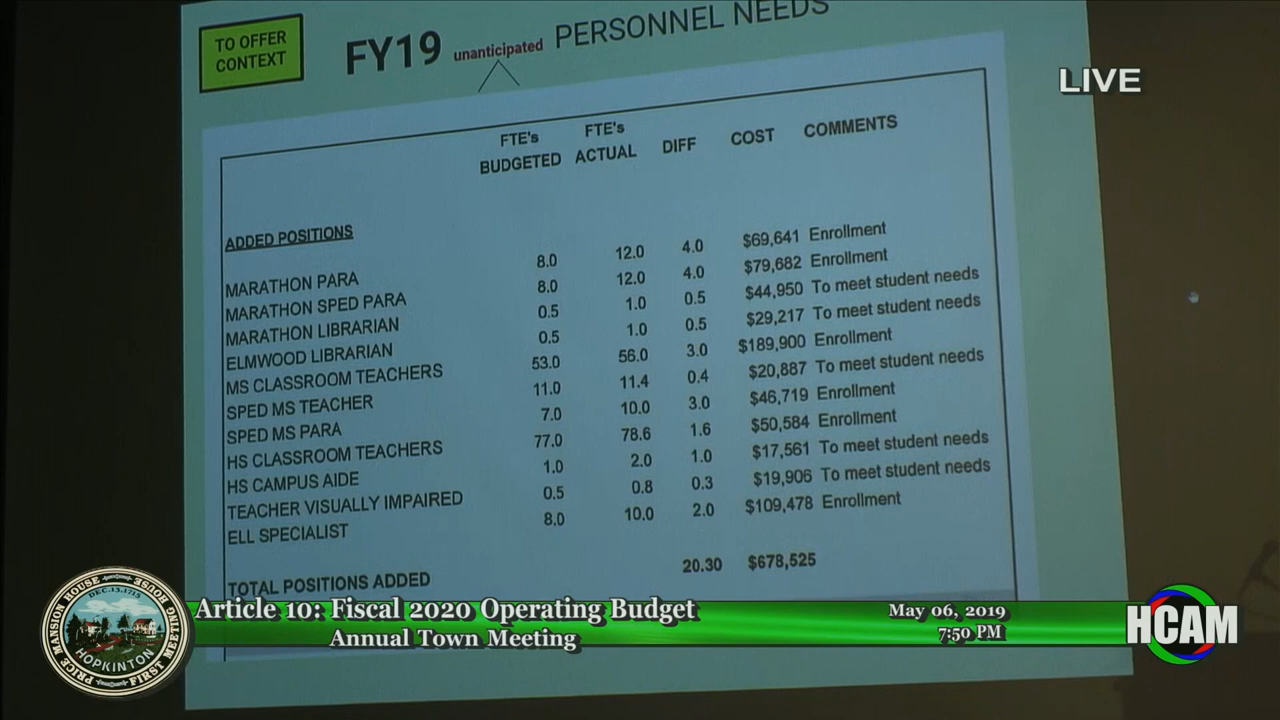 TO OFFER CONTEXT
FY19 unanticipated PERSONNEL NEEDS
LIVE
FTE's BUDGETED FTE's ACTUAL DIFF COST COMMENTS
ADDED POSITIONS
MARATHON PARA 8.0 12.0 4.0 $69,641 Enrollment
MARATHON SPED PARA 8.0 12.0 4.0 $79,682 Enrollment
MARATHON LIBRARIAN 0.5 1.0 0.5 $44,950 To meet student needs
ELMWOOD LIBRARIAN 0.5 1.0 0.5 $29,217 To meet student needs
MS CLASSROOM TEACHERS 53.0 56.0 3.0 $189,900 Enrollment
SPED MS TEACHER 11.0 11.4 0.4 $20,887 To meet student needs
SPED MS PARA 7.0 10.0 3.0 $46,719 Enrollment
HS CLASSROOM TEACHERS 77.0 78.6 1.6 $50,584 Enrollment
HS CAMPUS AIDE 1.0 2.0 1.0 $17,561 To meet student needs
TEACHER VISUALLY IMPAIRED 0.5 0.8 0.3 $19,906 To meet student needs
ELL SPECIALIST 8.0 10.0 2.0 $109,478 Enrollment
TOTAL POSITIONS ADDED 20.30 $678,525
Article 10: Fiscal 2020 Operating Budget
Annual Town Meeting
May 06, 2019
7:50 PM
HCAM
PRICE MANSION HOUSE FIRST MEETING HOUSE
DEC.13.1715
HOPKINTON